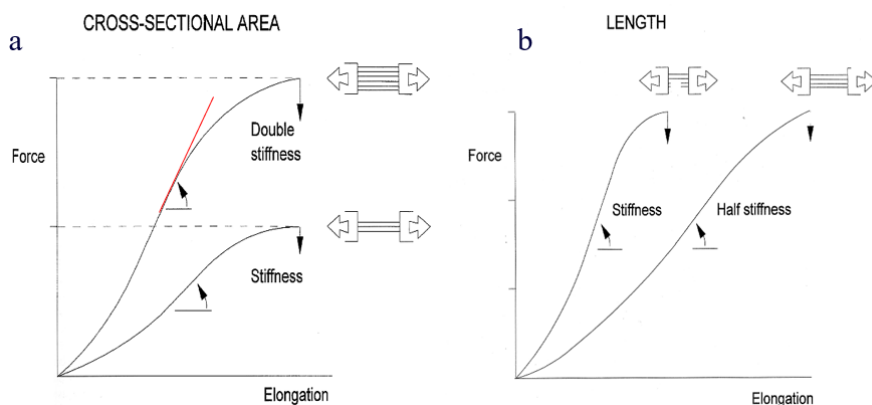 a
CROSS-SECTIONAL AREA
Force
Double
stiffness
Stiffness
Elongation
b
LENGTH
Force
Stiffness
Half stiffness
Elongation